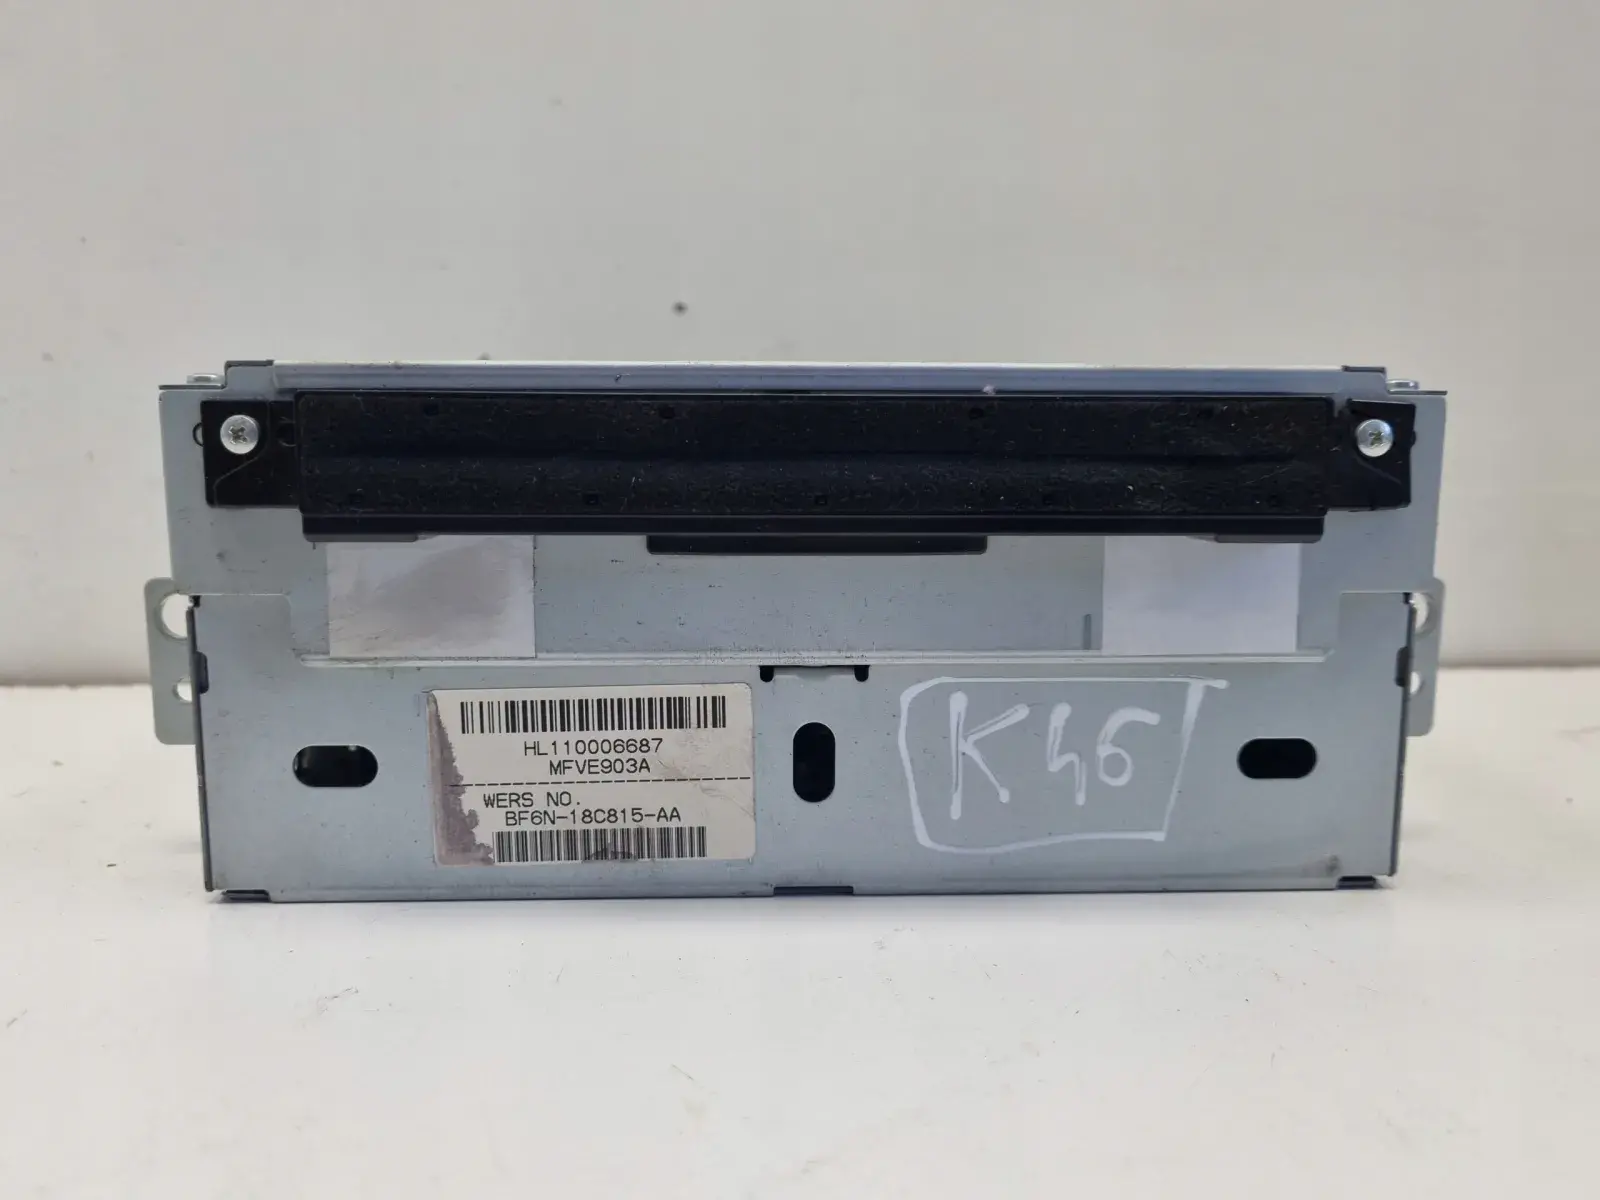 HL110006687
MFVE903A
WERS NO.
BF6N-18C815-AA
K46